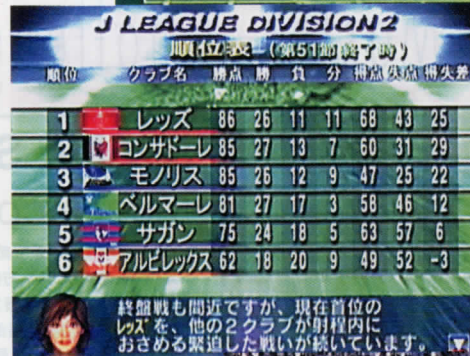 J LEAGUE DIVISION2
順位表 (第51節 終了時)
順位 クラブ名 勝点 勝 負 分 得点 失点 得失差
1 レッズ 86 26 11 11 68 43 25
2 コンサドーレ 85 27 13 7 60 31 29
3 モノリス 85 26 12 9 47 25 22
4 ベルマーレ 81 27 17 3 58 46 12
5 サガン 75 24 18 5 63 57 6
6 アルビレックス 62 18 20 9 49 52 -3
終盤戦も間近ですが、現在首位の
レッズを、他の2クラブが射程内に
おさめる緊迫した戦いが続いています。